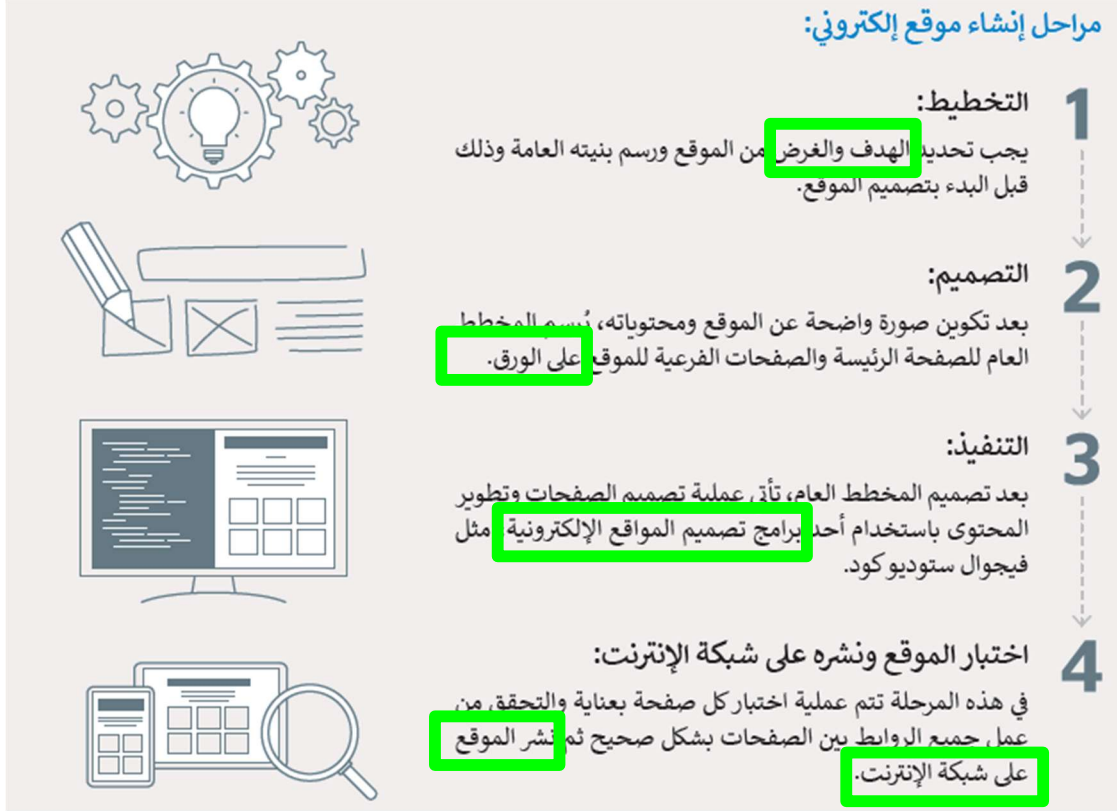 مراحل إنشاء موقع إلكتروني:
1
التخطيط:
يجب تحديد الهدف والغرض من الموقع ورسم بنيته العامة وذلك
قبل البدء بتصميم الموقع.
2
التصميم:
بعد تكوين صورة واضحة عن الموقع ومحتوياته، يُرسم المخطط
العام للصفحة الرئيسة والصفحات الفرعية للموقع على الورق.
3
التنفيذ:
بعد تصميم المخطط العام، تأتي عملية تصميم الصفحات وتطوير
المحتوى باستخدام أحد برامج تصميم المواقع الإلكترونية مثل
فيجوال ستوديو كود.
4
اختبار الموقع ونشره على شبكة الإنترنت:
في هذه المرحلة تتم عملية اختبار كل صفحة بعناية والتحقق من
عمل جميع الروابط بين الصفحات بشكل صحيح ثم نشر الموقع
على شبكة الإنترنت.